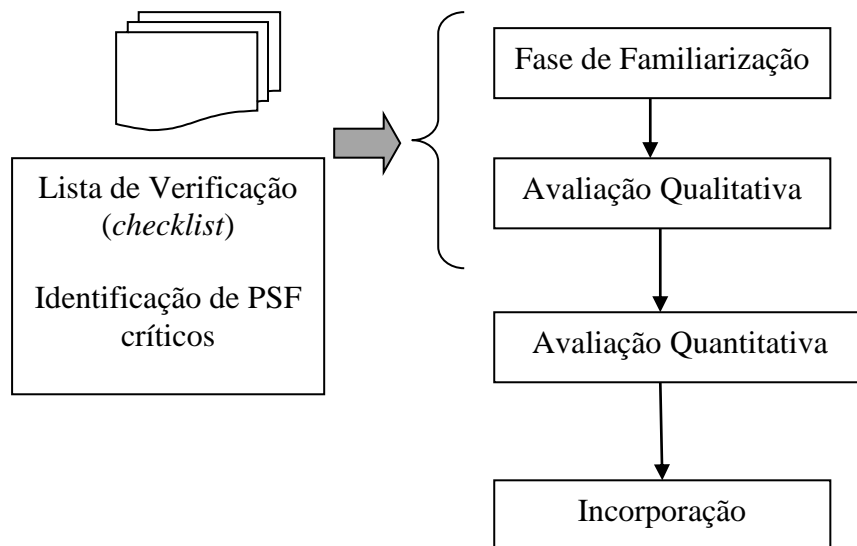 Lista de Verificação
(checklist)
Identificação de PSF
críticos
Fase de Familiarização
Avaliação Qualitativa
Avaliação Quantitativa
Incorporação